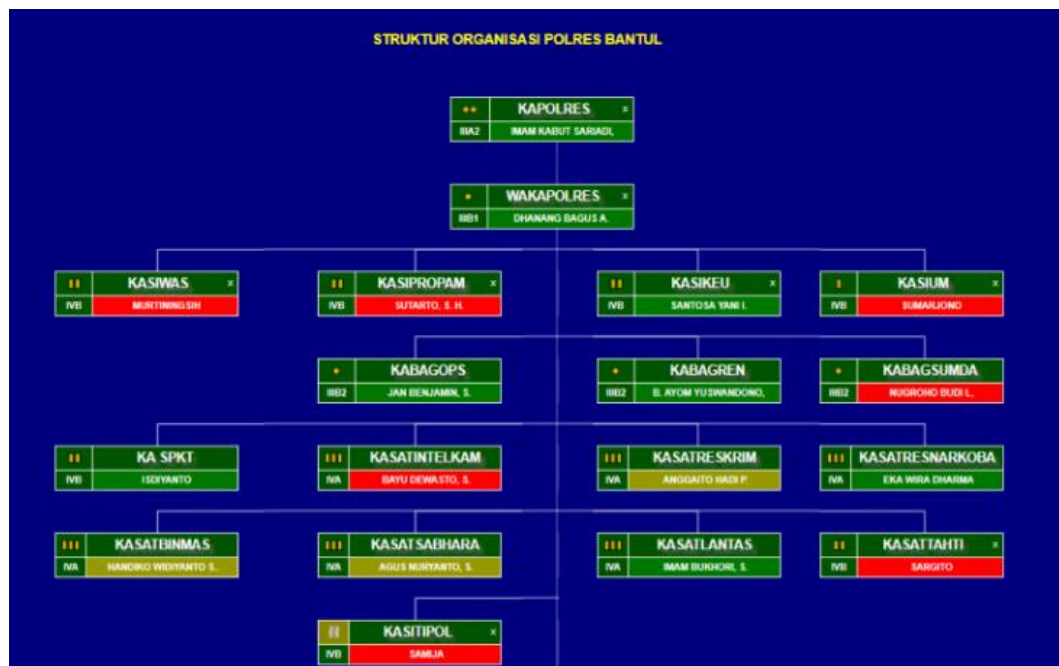 STRUKTUR ORGANISASI POLRES BANTUL
KAPOLRES x
IIIA2 IMAM KABUT SARIADI,
WAKAPOLRES x
IIIB1 DHANANG BAGUS A.
KASIWAS x
IVB MURTININGSIH
KASIPROPAM x
IVB SUTARTO, S. H.
KASIKEU x
IVB SANTOSA YANI I.
KASIUM x
IVB SUMARJONO
KABAGOPS
IIIB2 JAN BENJAMIN, S.
KABAGREN
IIIB2 B. AYOM YUSWANDONO,
KABAGSUMDA
IIIB2 NUGROHO BUDI L.
KA SPKT
IVB ISDIYANTO
KASATINTELKAM
IVA BAYU DEWASTO, S.
KASATRESKRIM
IVA ANGGAITO HADI P.
KASATRESNARKOBA
IVA EKA WIRA DHARMA
KASATBINMAS
IVA HANDIKO WIDIYANTO S..
KASATSABHARA
IVA AGUS NURYANTO, S.
KASATLANTAS
IVA IMAM BUKHORI, S.
KASATTAHTI x
IVB SARGITO
KASITIPOL x
IVB SAMIJA